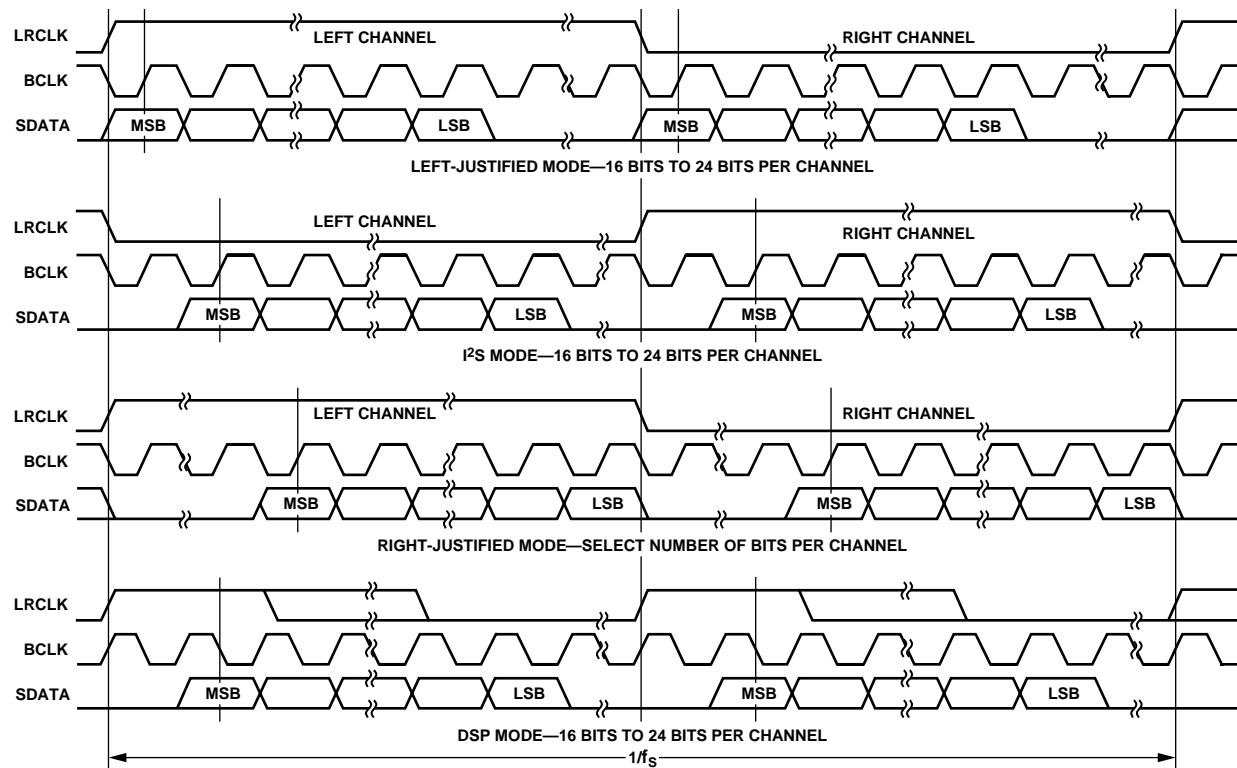 LRCLK LEFT CHANNEL RIGHT CHANNEL
BCLK
SDATA MSB LSB MSB LSB
LEFT-JUSTIFIED MODE—16 BITS TO 24 BITS PER CHANNEL
LRCLK LEFT CHANNEL RIGHT CHANNEL
BCLK
SDATA MSB LSB MSB LSB
I²S MODE—16 BITS TO 24 BITS PER CHANNEL
LRCLK LEFT CHANNEL RIGHT CHANNEL
BCLK
SDATA MSB LSB MSB LSB
RIGHT-JUSTIFIED MODE—SELECT NUMBER OF BITS PER CHANNEL
LRCLK
BCLK
SDATA MSB LSB MSB LSB
DSP MODE—16 BITS TO 24 BITS PER CHANNEL
1/fS